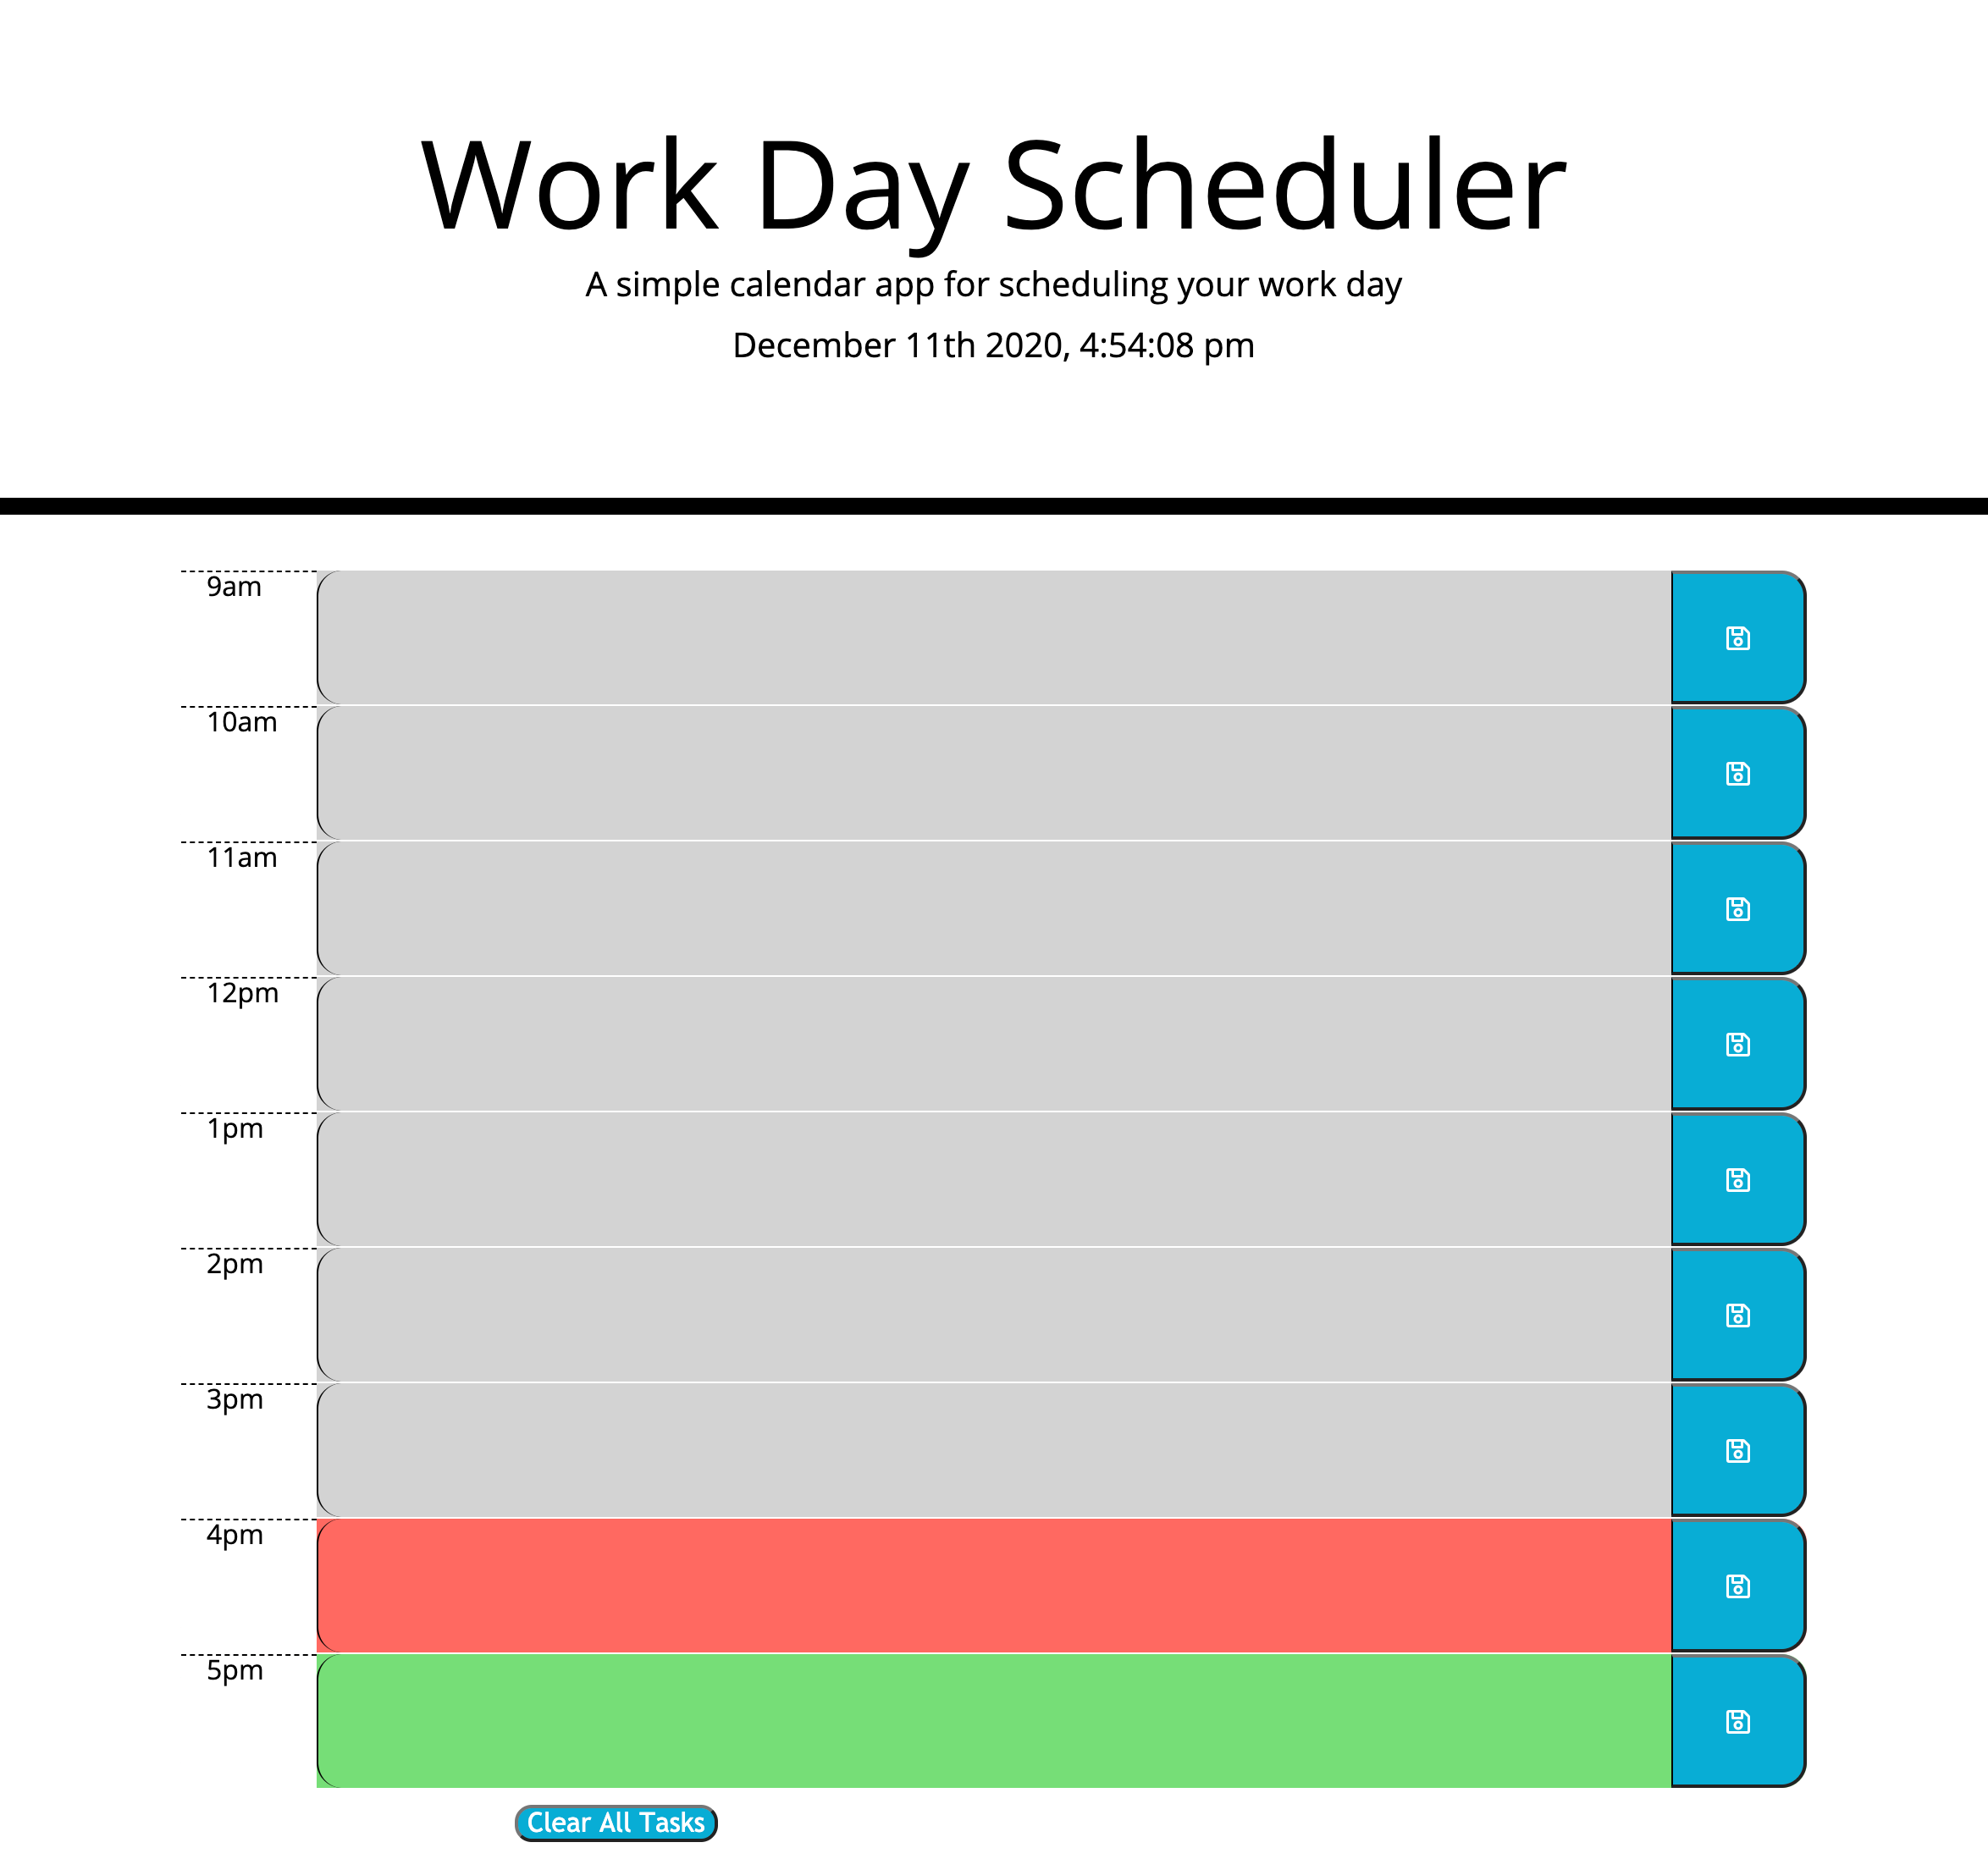 Work Day Scheduler
A simple calendar app for scheduling your work day
December 11th 2020, 4:54:08 pm
9am
10am
11am
12pm
1pm
2pm
3pm
4pm
5pm
Clear All Tasks